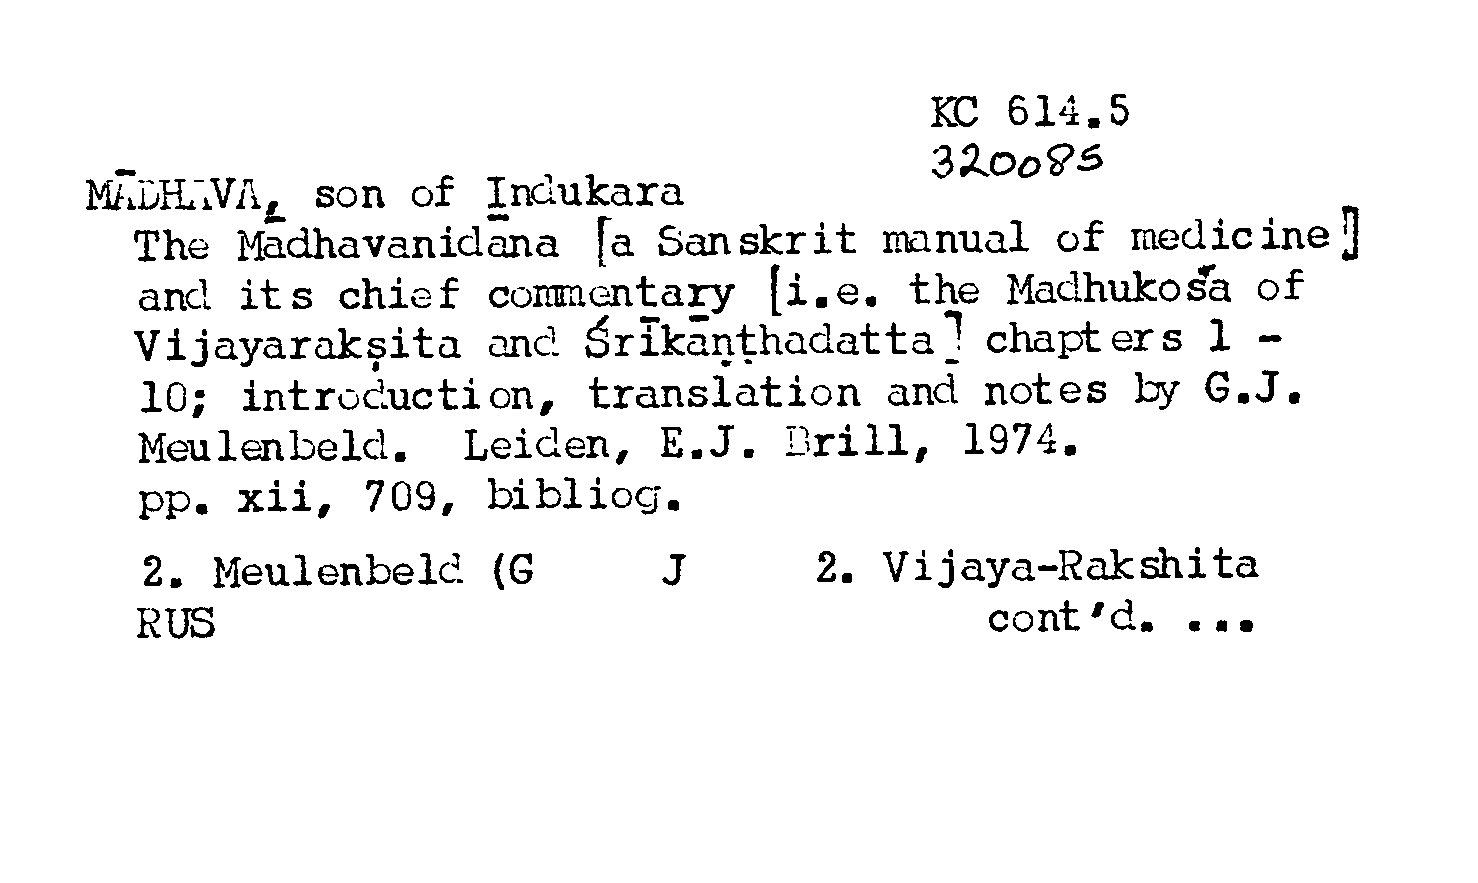 KC 614.5
320085
MĀDHAVA, son of Indukara
The Mādhavanidāna [a Sanskrit manual of medicine]
and its chief commentary [i.e. the Madhukośa of
Vijayarakṣita and Śrīkāṇṭhadatta] chapters 1 -
10; introduction, translation and notes by G.J.
Meulenbeld. Leiden, E.J. Brill, 1974.
pp. xii, 709, bibliog.
2. Meulenbeld (G J 2. Vijaya-Rakshita
RUS cont'd. ...